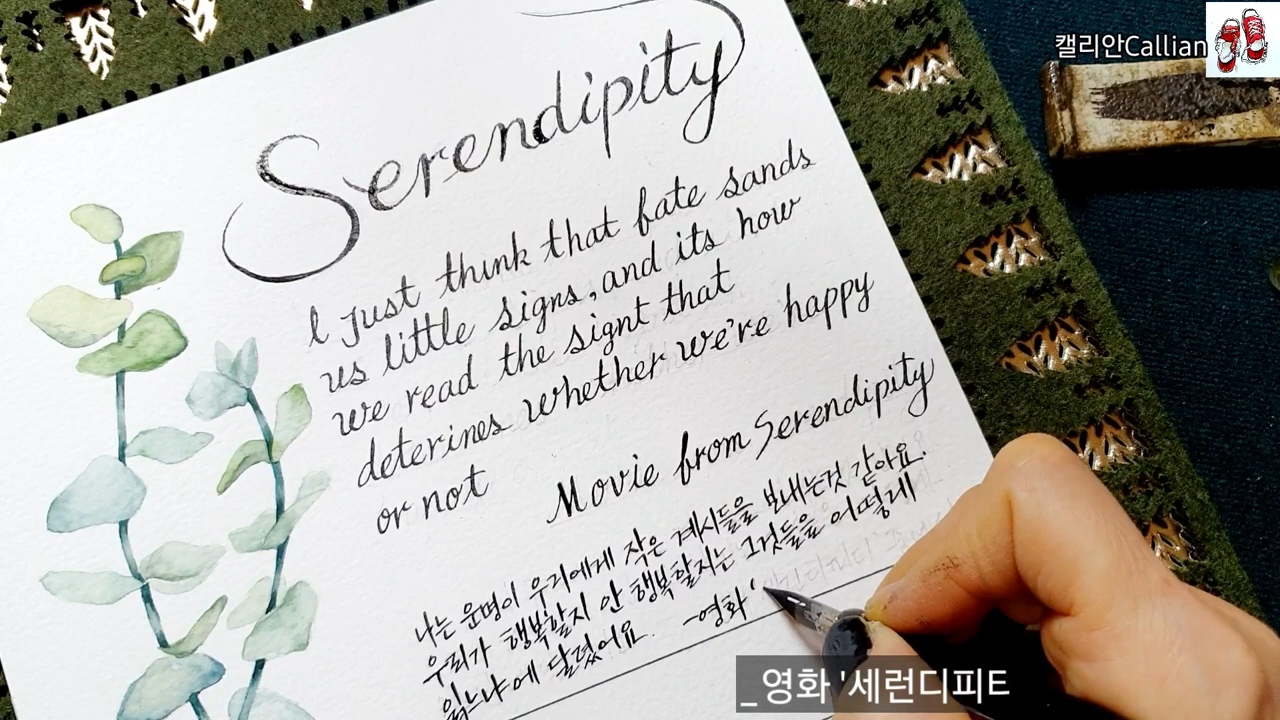 캘리안Callian
Serendipity
I just think that fate sands
us little signs, and its how
we read the signt that
deterines whether we're happy
or not
Movie from Serendipity
나는 운명이 우리에게 작은 계시들을 보내는것 같아요.
우리가 행복할지 안 행복할지는 그것들을 어떻게
읽느냐에 달렸어요.
-영화 '
_영화 '세런디피트